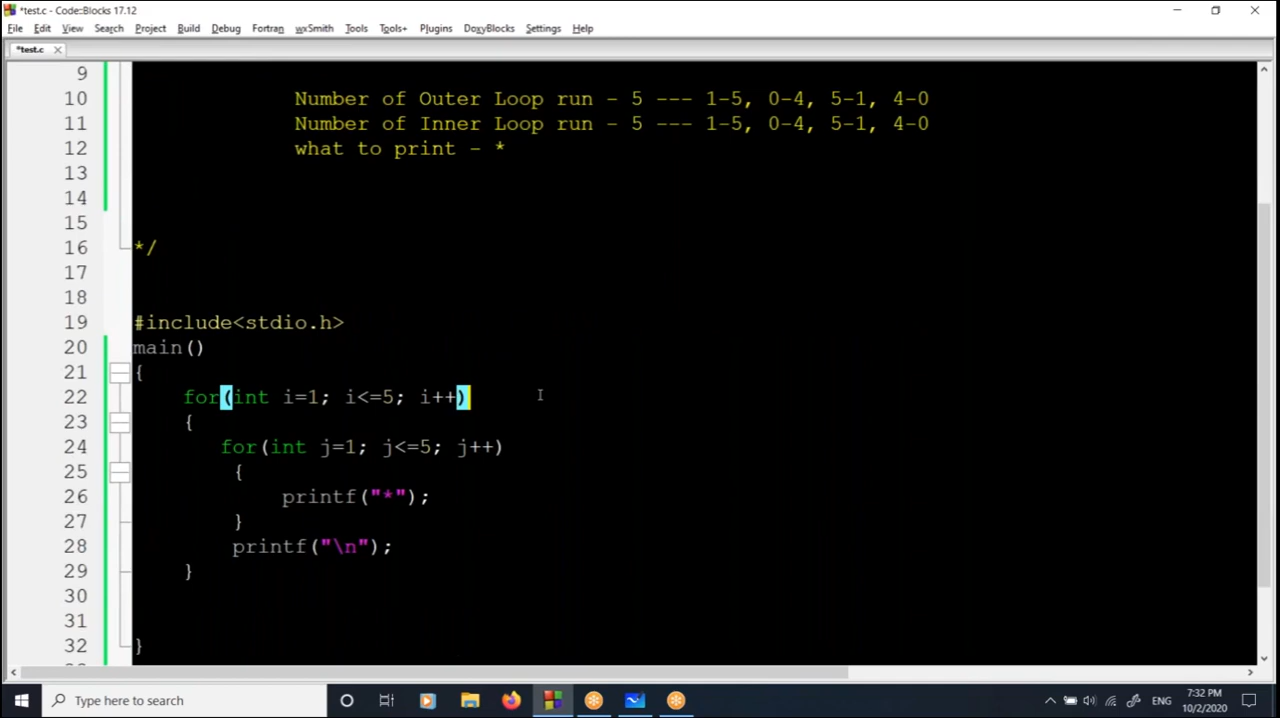 *test.c - Code::Blocks 17.12
File Edit View Search Project Build Debug Fortran wxSmith Tools Tools+ Plugins DoxyBlocks Settings Help
*test.c
9
10 Number of Outer Loop run - 5 --- 1-5, 0-4, 5-1, 4-0
11 Number of Inner Loop run - 5 --- 1-5, 0-4, 5-1, 4-0
12 what to print - *
13
14
15
16 */
17
18
19 #include<stdio.h>
20 main()
21 {
22 for(int i=1; i<=5; i++)
23 {
24 for(int j=1; j<=5; j++)
25 {
26 printf("*");
27 }
28 printf("\n");
29 }
30
31
32 }
Type here to search
ENG
7:32 PM
10/2/2020